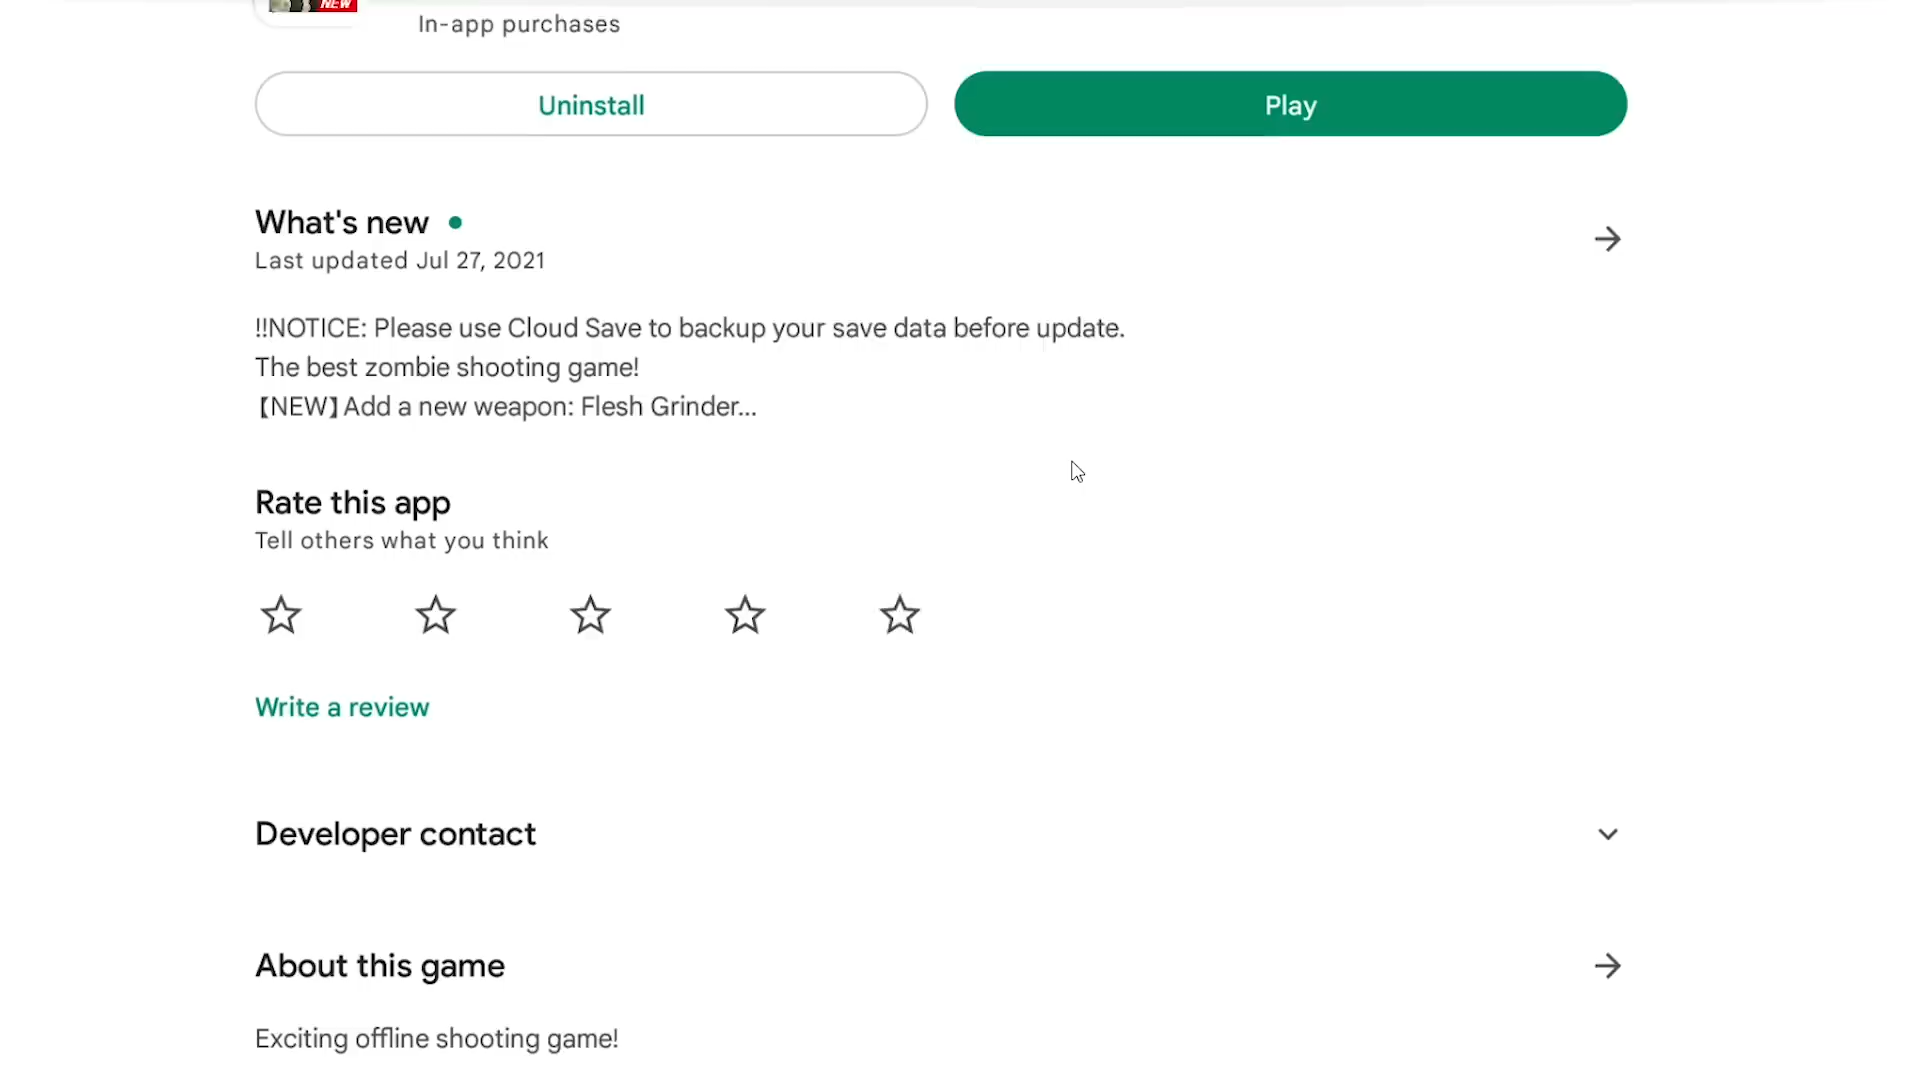 NEW
In-app purchases
Uninstall
Play
What's new
Last updated Jul 27, 2021
!!NOTICE: Please use Cloud Save to backup your save data before update.
The best zombie shooting game!
【NEW】Add a new weapon: Flesh Grinder...
Rate this app
Tell others what you think
Write a review
Developer contact
About this game
Exciting offline shooting game!